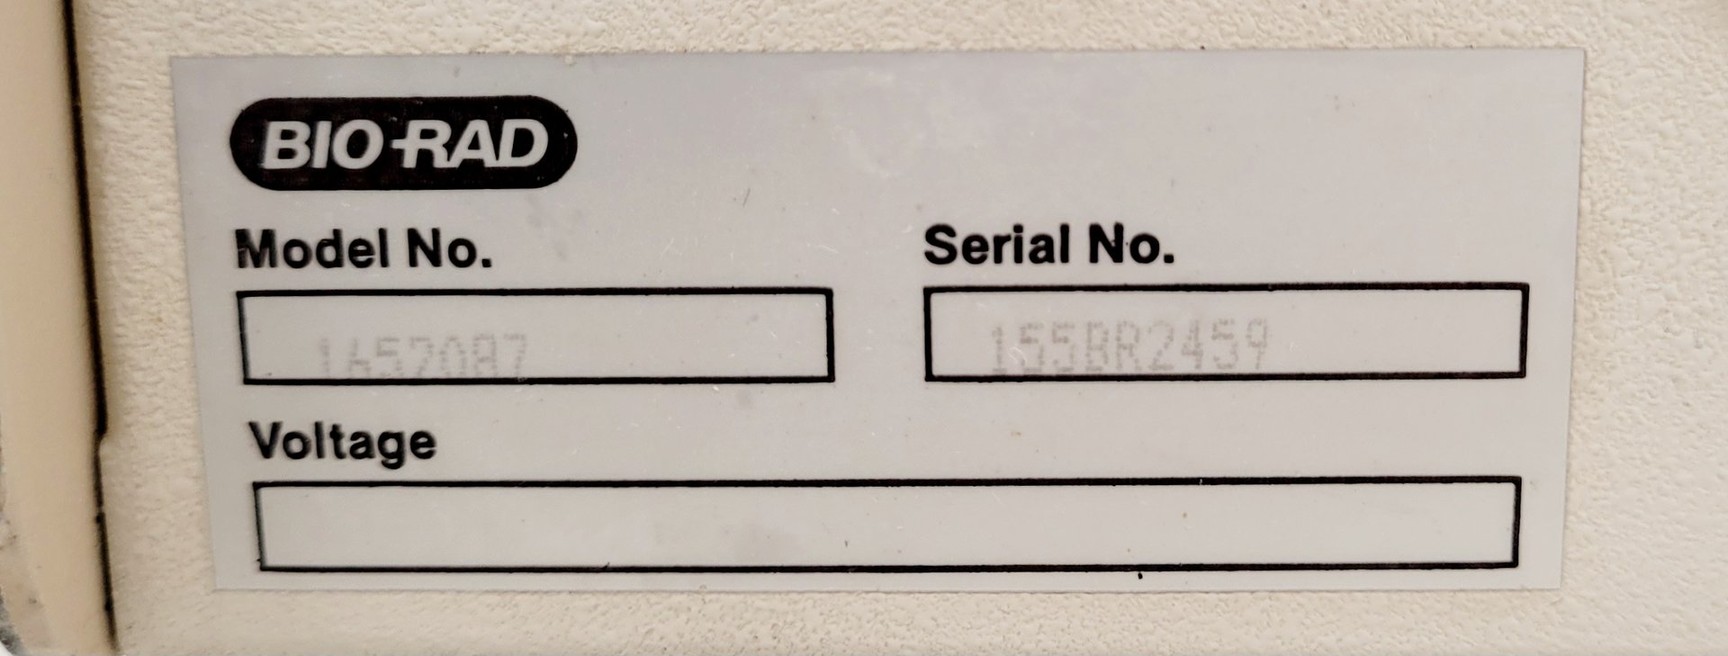 BIO-RAD
Model No.
Serial No.
1652087
155BR2459
Voltage